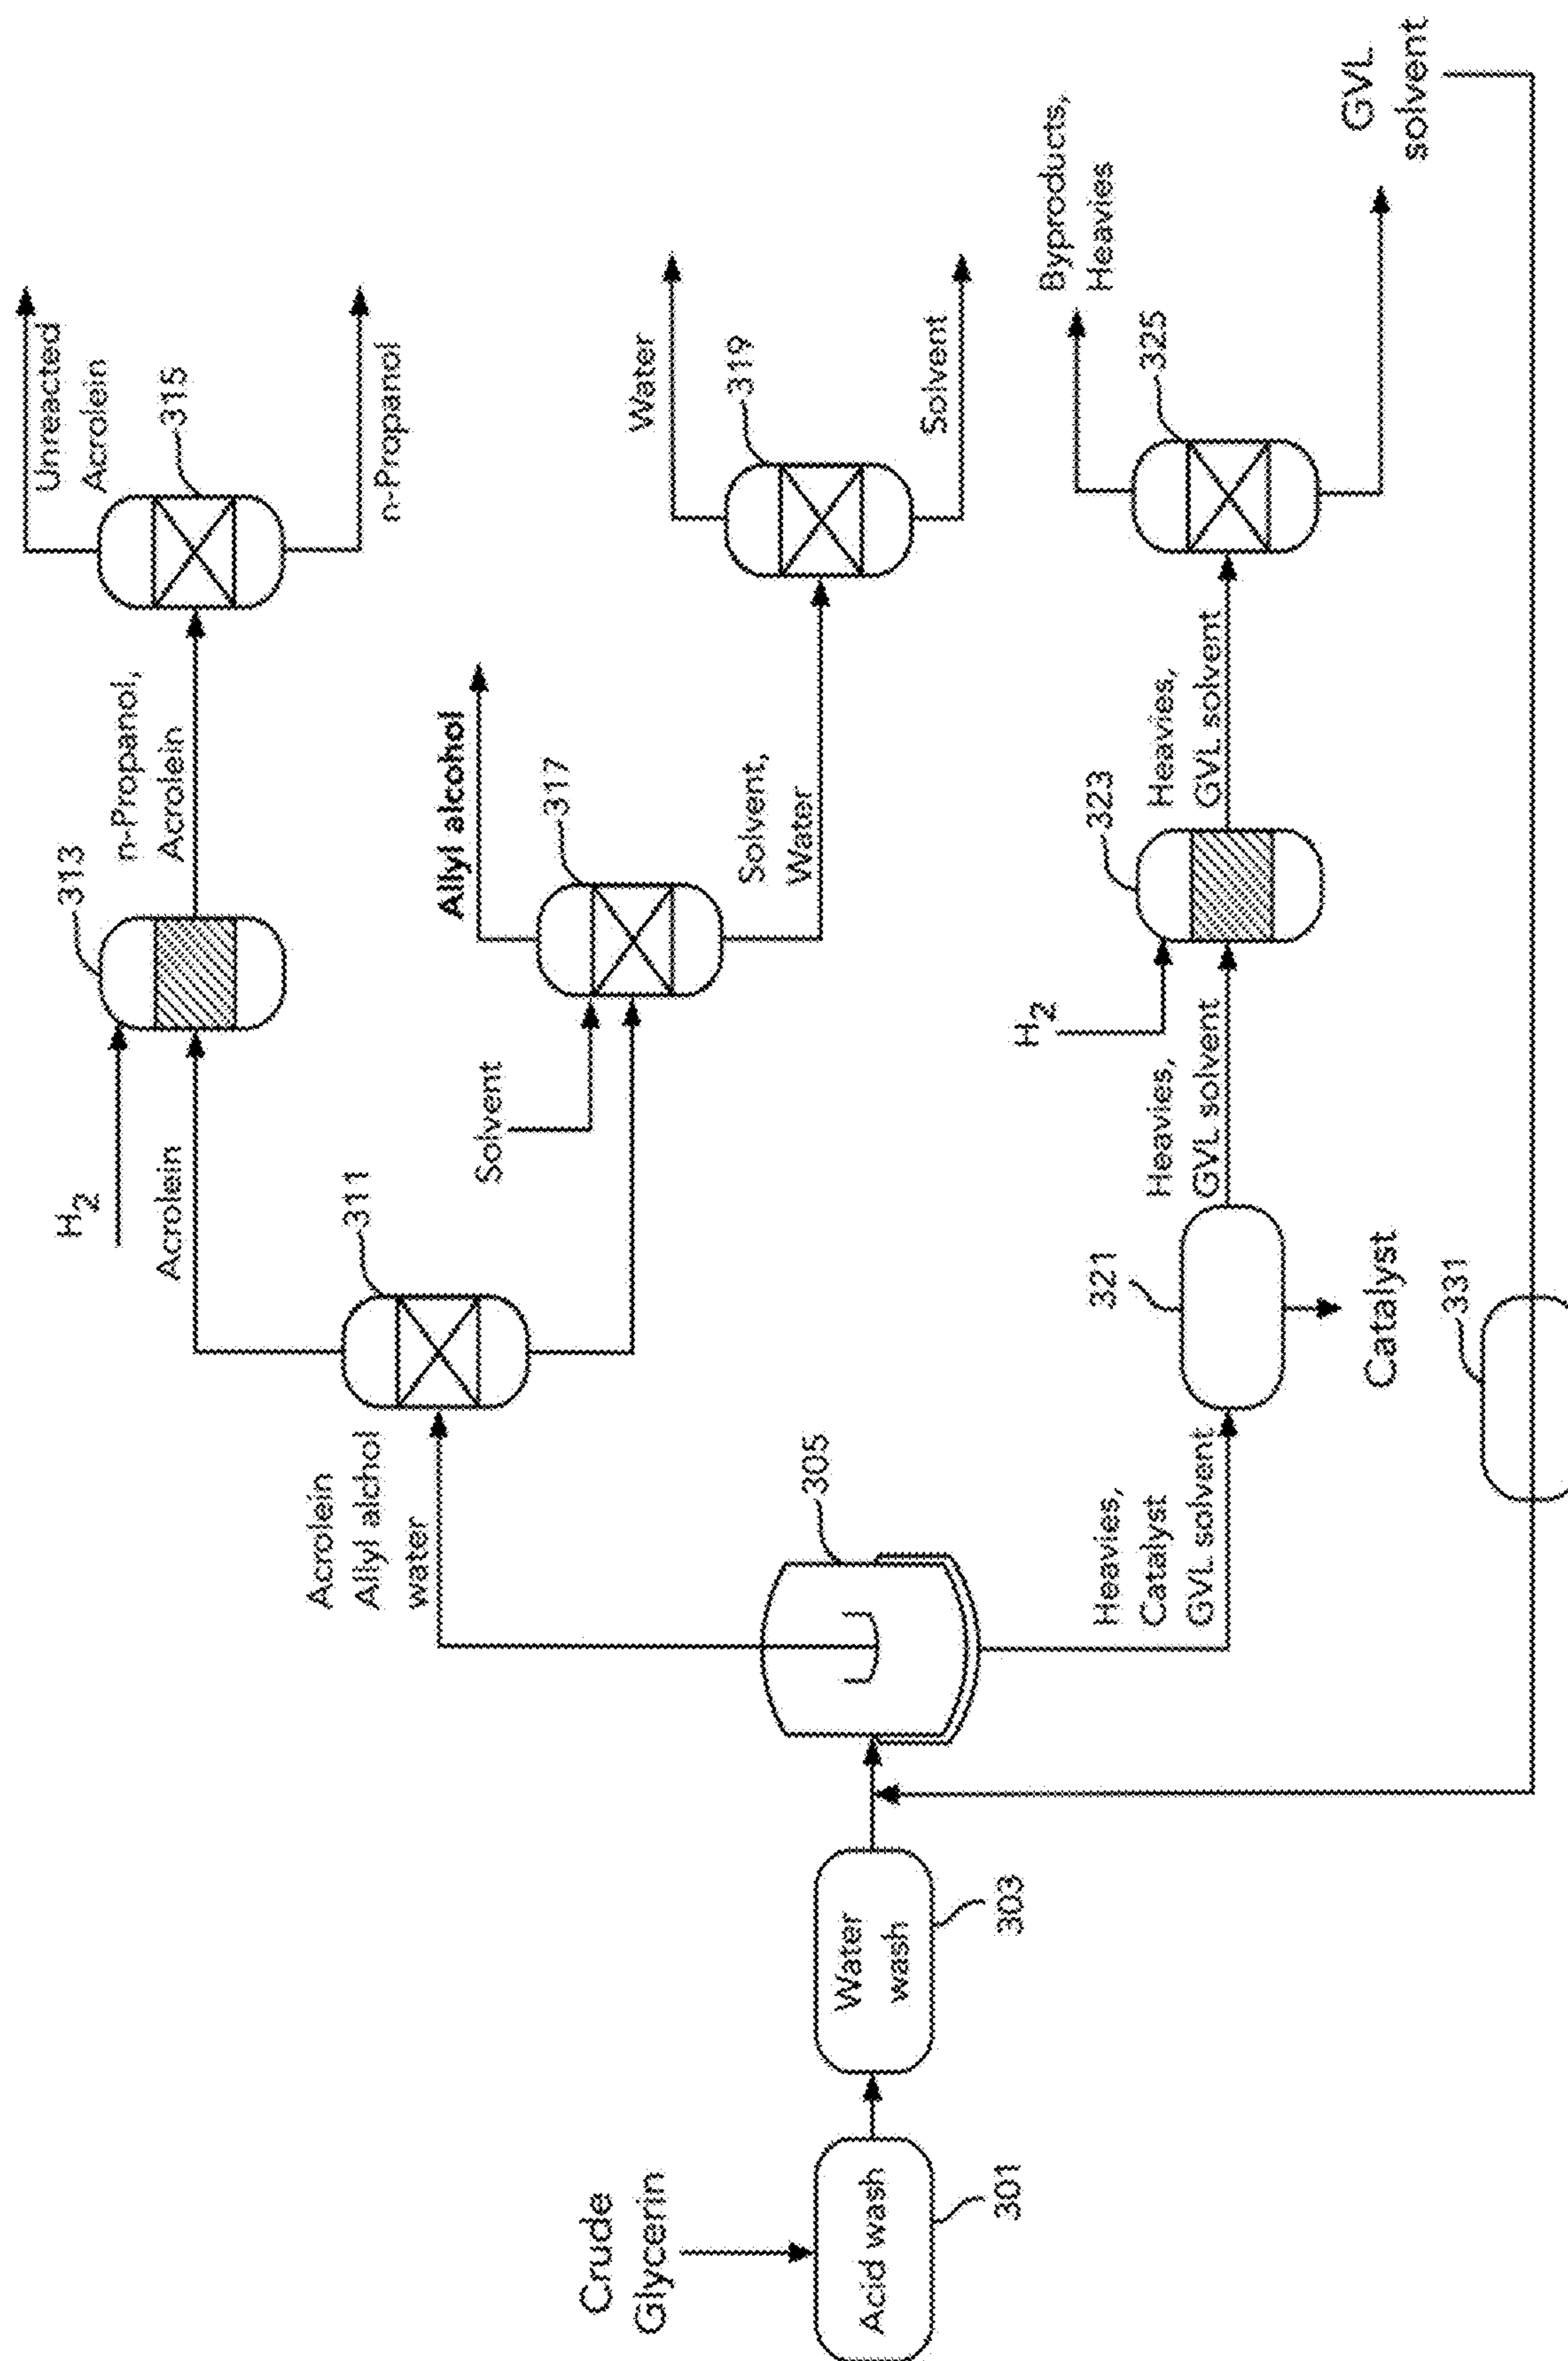 Crude
Glycerin
Acid wash
301
Water
wash
303
305
Acrolein
Allyl alchol
water
311
H2
Acrolein
313
n-Propanol,
Acrolein
315
Unreacted
Acrolein
n-Propanol
Solvent
317
Allyl alcohol
Solvent,
Water
319
Water
Solvent
Heavies,
Catalyst
GVL solvent
321
Catalyst
Heavies,
GVL solvent
H2
323
Heavies,
GVL solvent
325
Byproducts,
Heavies
GVL
solvent
331